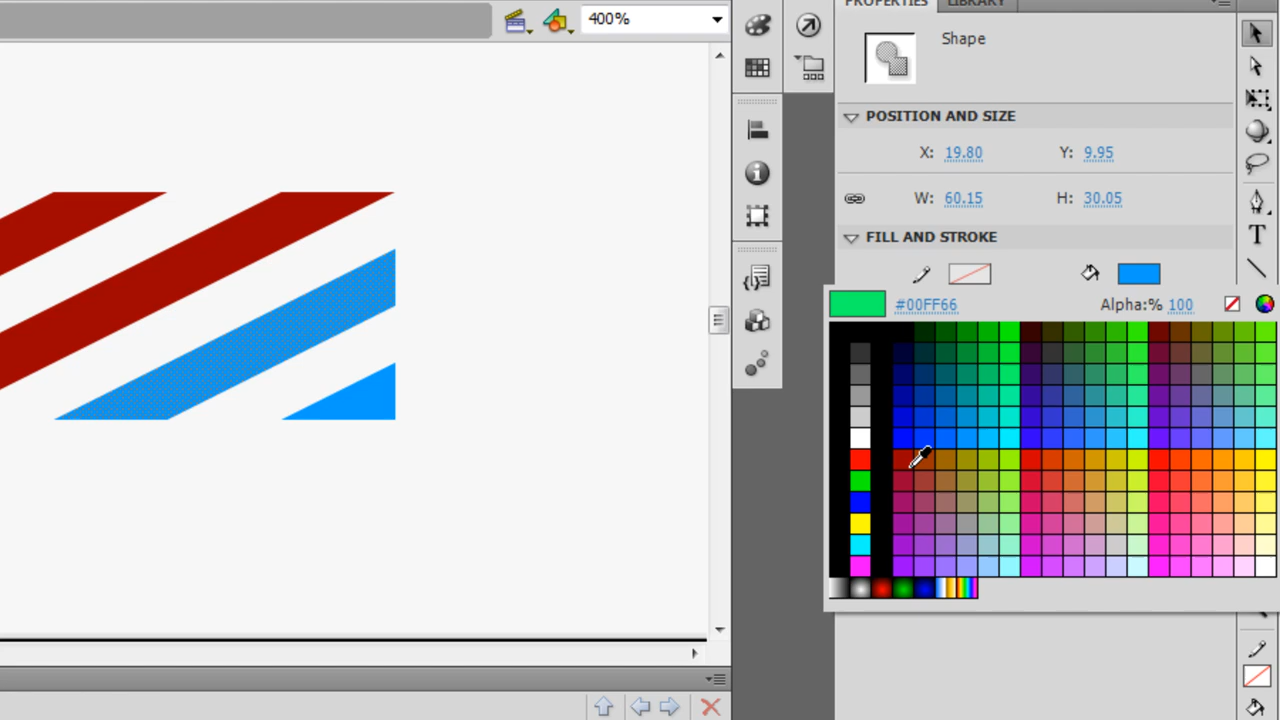 PROPERTIES LIBRARY
400%
Shape
POSITION AND SIZE
X: 19.80 Y: 9.95
W: 60.15 H: 30.05
FILL AND STROKE
#00FF66 Alpha:% 100
T